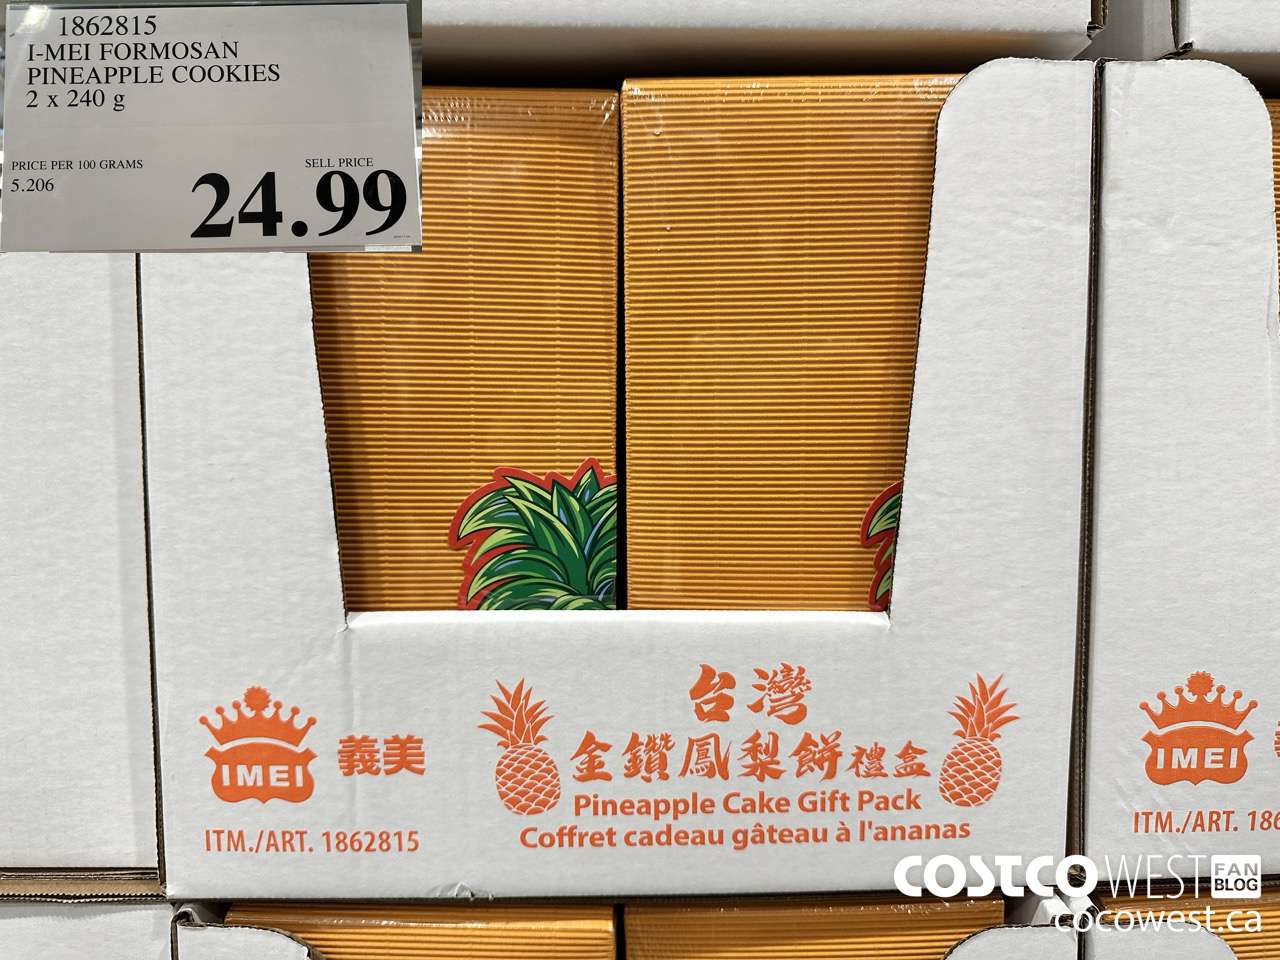 1862815
I-MEI FORMOSAN
PINEAPPLE COOKIES
2 x 240 g
PRICE PER 100 GRAMS
5.206
SELL PRICE
24.99
台灣
金鑽鳳梨餅禮盒
Pineapple Cake Gift Pack
Coffret cadeau gâteau à l'ananas
IMEI
義美
ITM./ART. 1862815
IMEI
ITM./ART. 186
COSTCO WEST FAN BLOG
cocowest.ca